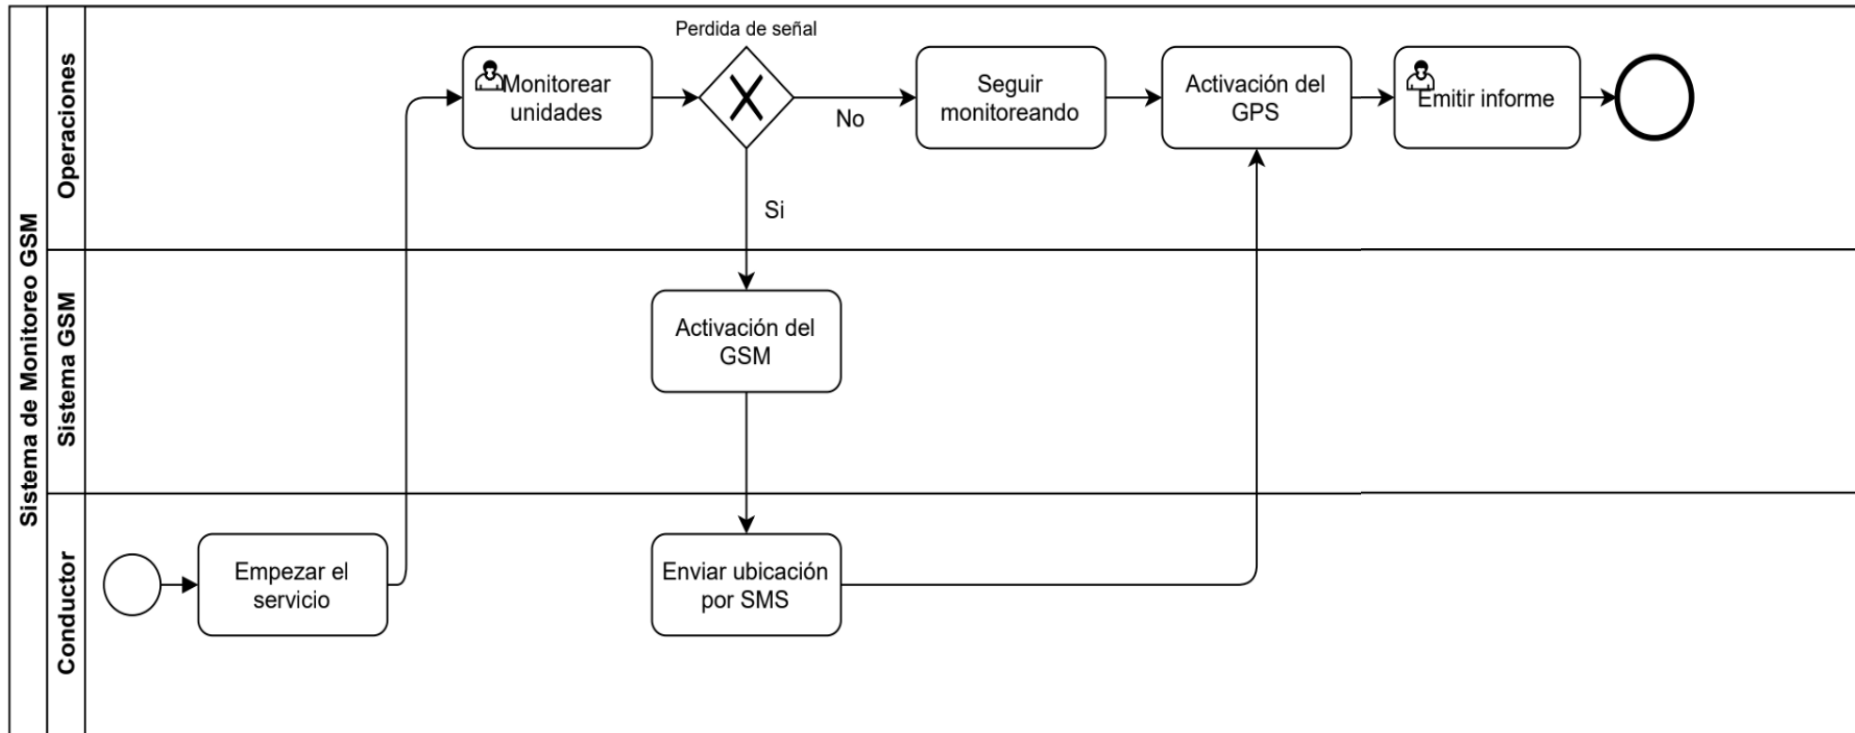 Sistema de Monitoreo GSM
Operaciones
Perdida de señal
Monitorear
unidades
No
Si
Seguir
monitoreando
Activación del
GPS
Emitir informe
Sistema GSM
Activación del
GSM
Conductor
Empezar el
servicio
Enviar ubicación
por SMS